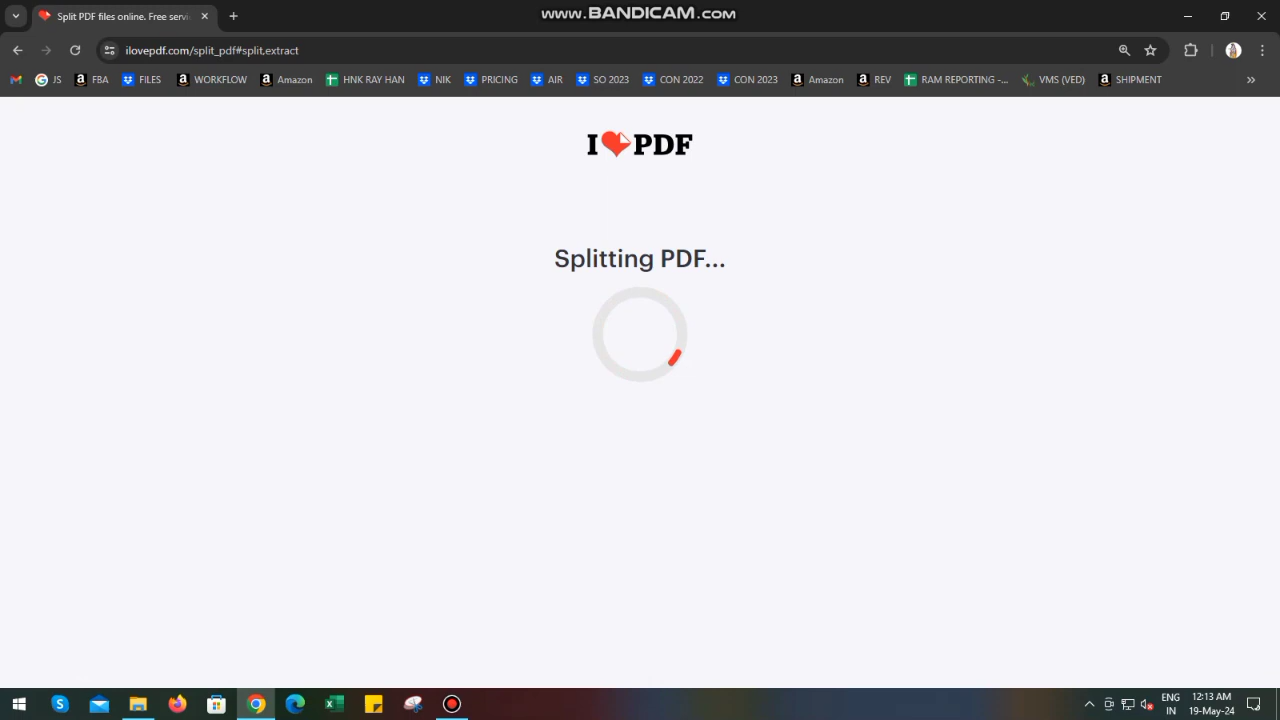 www.BANDICAM.com
Split PDF files online. Free servi
ilovepdf.com/split_pdf#split,extract
JS FBA FILES WORKFLOW Amazon HNK RAY HAN NIK PRICING AIR SO 2023 CON 2022 CON 2023 Amazon REV RAM REPORTING -... VMS (VED) SHIPMENT
I PDF
Splitting PDF...
ENG 12:13 AM
IN 19-May-24